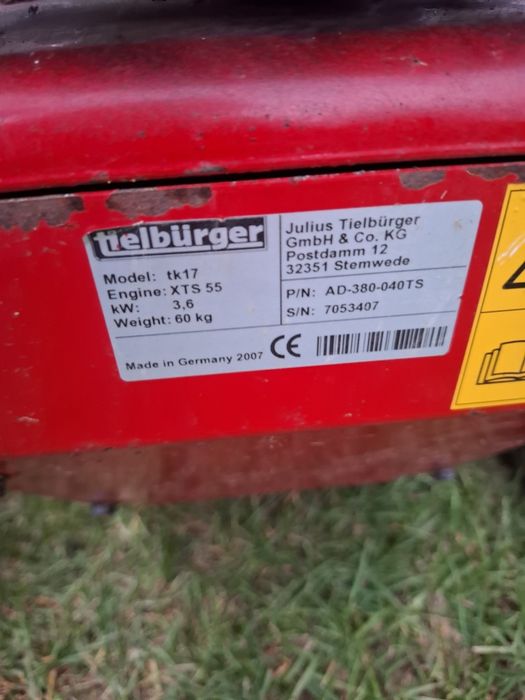 tielbürger
Model: tk17
Engine: XTS 55
kW: 3,6
Weight: 60 kg
Made in Germany 2007 CE
Julius Tielbürger
GmbH & Co. KG
Postdamm 12
32351 Stemwede
P/N: AD-380-040TS
S/N: 7053407